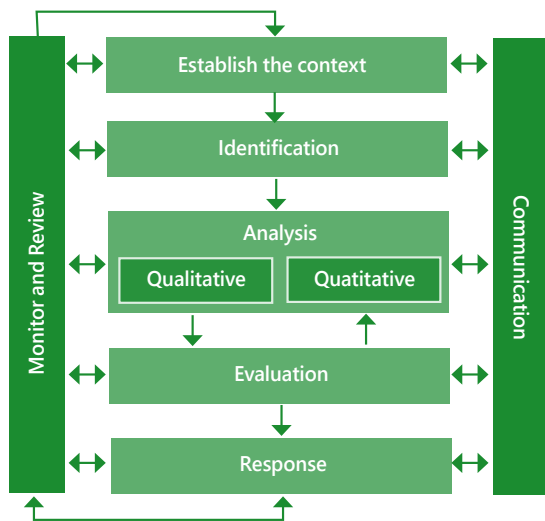 Establish the context
Identification
Analysis
Qualitative
Quatitative
Evaluation
Response
Monitor and Review
Communication